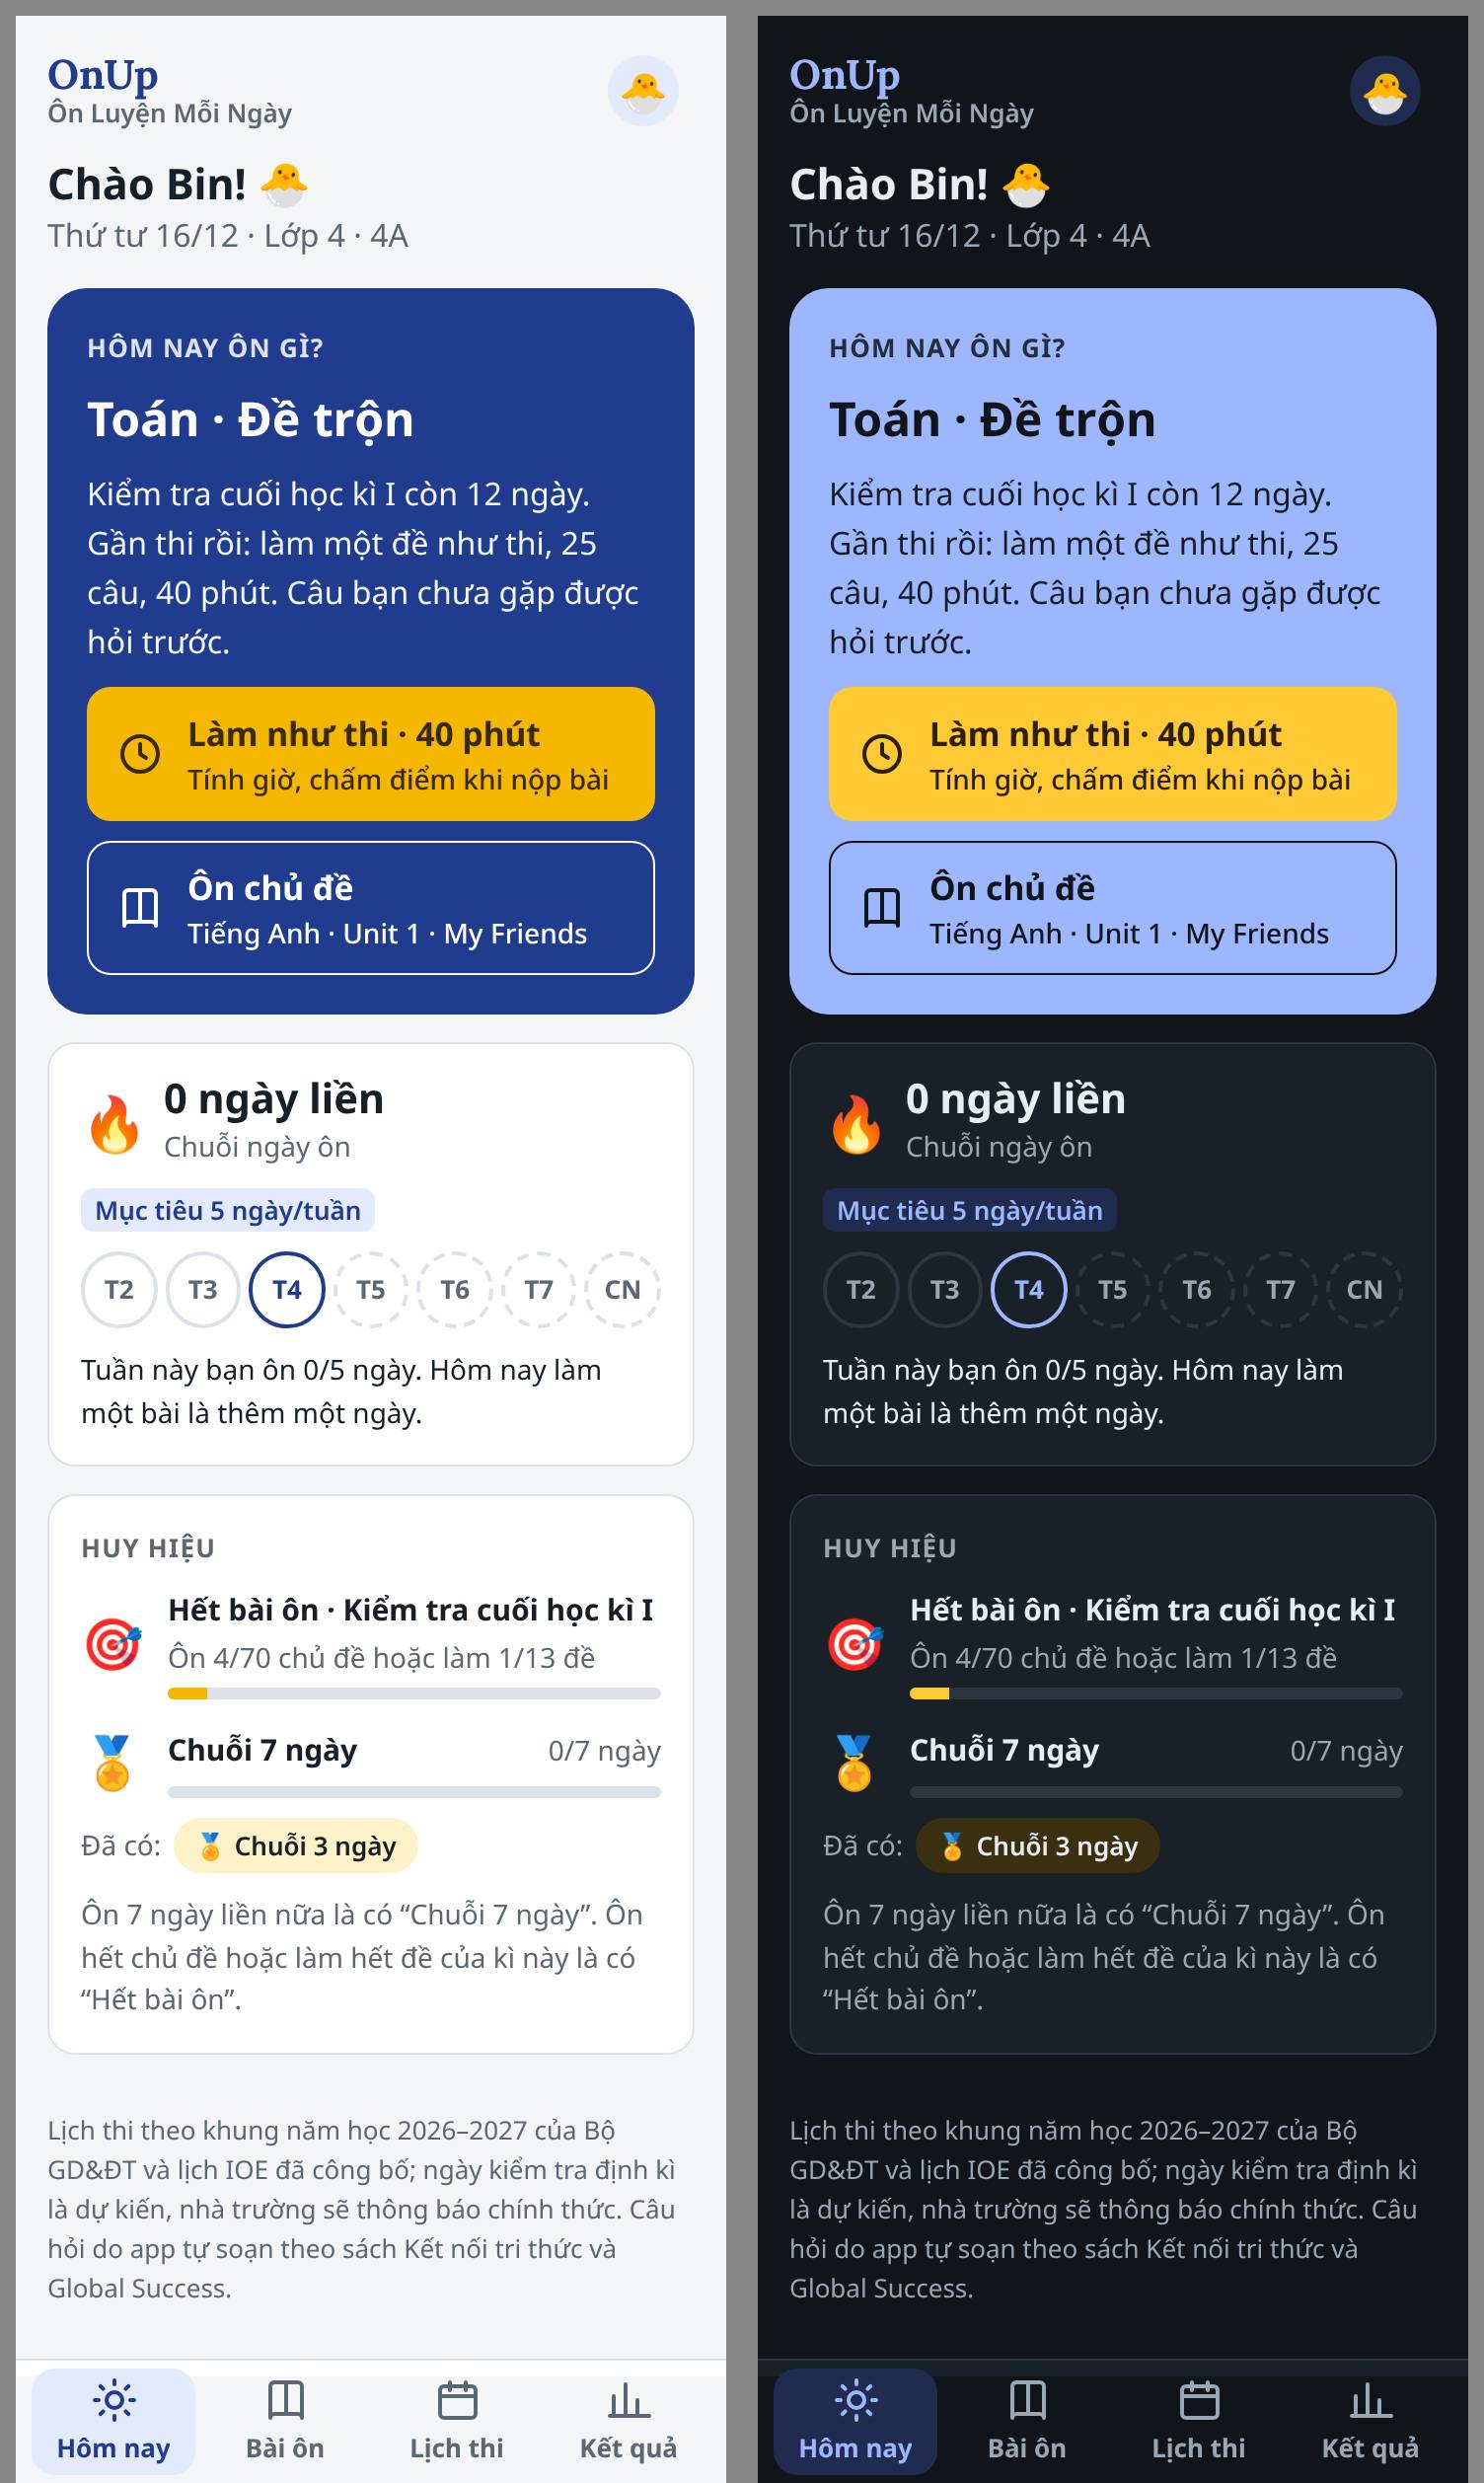 OnUp
Ôn Luyện Mỗi Ngày
Chào Bin! 🐣
Thứ tư 16/12 · Lớp 4 · 4A
HÔM NAY ÔN GÌ?
Toán · Đề trộn
Kiểm tra cuối học kì I còn 12 ngày.
Gần thi rồi: làm một đề như thi, 25
câu, 40 phút. Câu bạn chưa gặp được
hỏi trước.
Làm như thi · 40 phút
Tính giờ, chấm điểm khi nộp bài
Ôn chủ đề
Tiếng Anh · Unit 1 · My Friends
0 ngày liền
Chuỗi ngày ôn
Mục tiêu 5 ngày/tuần
T2 T3 T4 T5 T6 T7 CN
Tuần này bạn ôn 0/5 ngày. Hôm nay làm
một bài là thêm một ngày.
HUY HIỆU
Hết bài ôn · Kiểm tra cuối học kì I
Ôn 4/70 chủ đề hoặc làm 1/13 đề
Chuỗi 7 ngày 0/7 ngày
Đã có: 🏅 Chuỗi 3 ngày
Ôn 7 ngày liền nữa là có “Chuỗi 7 ngày”. Ôn
hết chủ đề hoặc làm hết đề của kì này là có
“Hết bài ôn”.
Lịch thi theo khung năm học 2026–2027 của Bộ
GD&ĐT và lịch IOE đã công bố; ngày kiểm tra định kì
là dự kiến, nhà trường sẽ thông báo chính thức. Câu
hỏi do app tự soạn theo sách Kết nối tri thức và
Global Success.
Hôm nay Bài ôn Lịch thi Kết quả
OnUp
Ôn Luyện Mỗi Ngày
Chào Bin! 🐣
Thứ tư 16/12 · Lớp 4 · 4A
HÔM NAY ÔN GÌ?
Toán · Đề trộn
Kiểm tra cuối học kì I còn 12 ngày.
Gần thi rồi: làm một đề như thi, 25
câu, 40 phút. Câu bạn chưa gặp được
hỏi trước.
Làm như thi · 40 phút
Tính giờ, chấm điểm khi nộp bài
Ôn chủ đề
Tiếng Anh · Unit 1 · My Friends
0 ngày liền
Chuỗi ngày ôn
Mục tiêu 5 ngày/tuần
T2 T3 T4 T5 T6 T7 CN
Tuần này bạn ôn 0/5 ngày. Hôm nay làm
một bài là thêm một ngày.
HUY HIỆU
Hết bài ôn · Kiểm tra cuối học kì I
Ôn 4/70 chủ đề hoặc làm 1/13 đề
Chuỗi 7 ngày 0/7 ngày
Đã có: 🏅 Chuỗi 3 ngày
Ôn 7 ngày liền nữa là có “Chuỗi 7 ngày”. Ôn
hết chủ đề hoặc làm hết đề của kì này là có
“Hết bài ôn”.
Lịch thi theo khung năm học 2026–2027 của Bộ
GD&ĐT và lịch IOE đã công bố; ngày kiểm tra định kì
là dự kiến, nhà trường sẽ thông báo chính thức. Câu
hỏi do app tự soạn theo sách Kết nối tri thức và
Global Success.
Hôm nay Bài ôn Lịch thi Kết quả